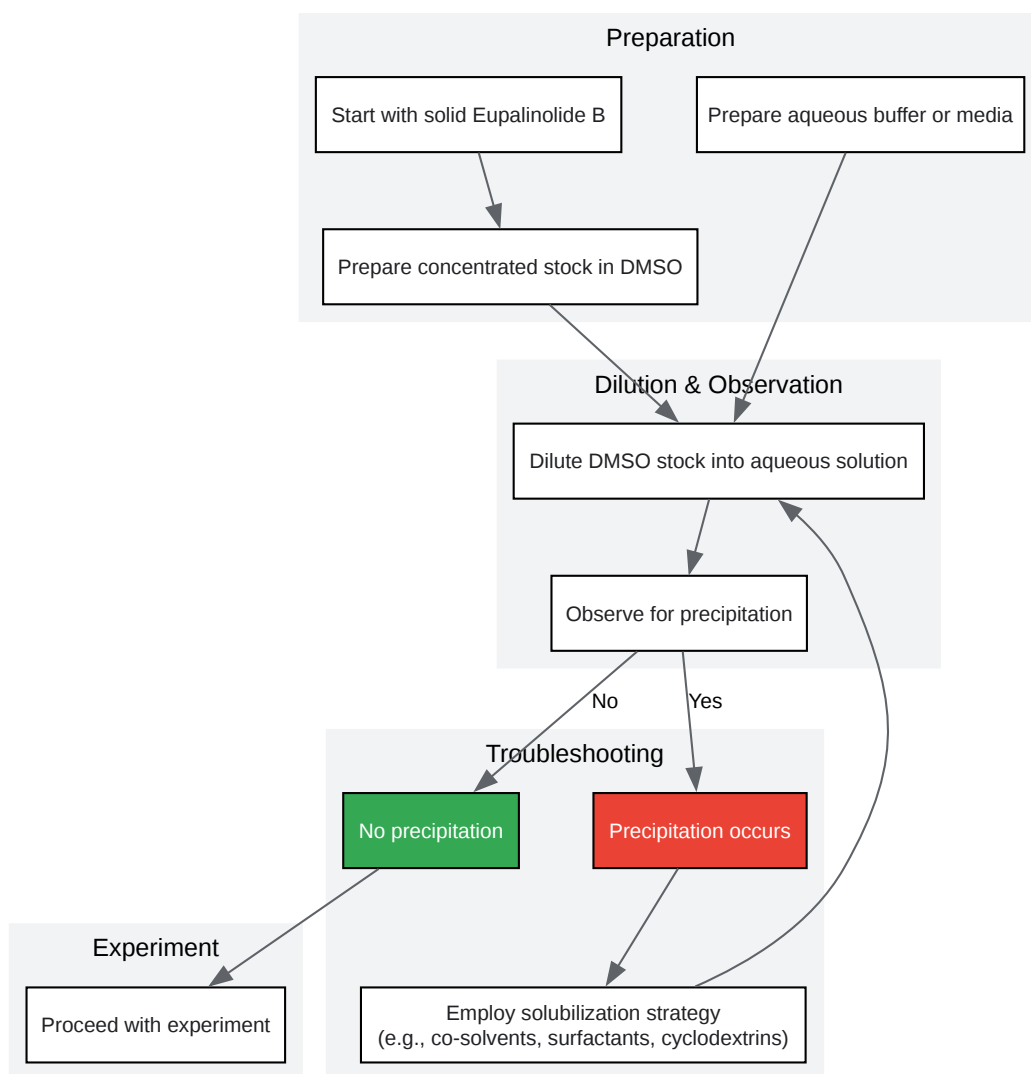 Preparation
Start with solid Eupalinolide B
Prepare aqueous buffer or media
Prepare concentrated stock in DMSO
Dilution & Observation
Dilute DMSO stock into aqueous solution
Observe for precipitation
No
Yes
Troubleshooting
No precipitation
Precipitation occurs
Experiment
Proceed with experiment
Employ solubilization strategy
(e.g., co-solvents, surfactants, cyclodextrins)